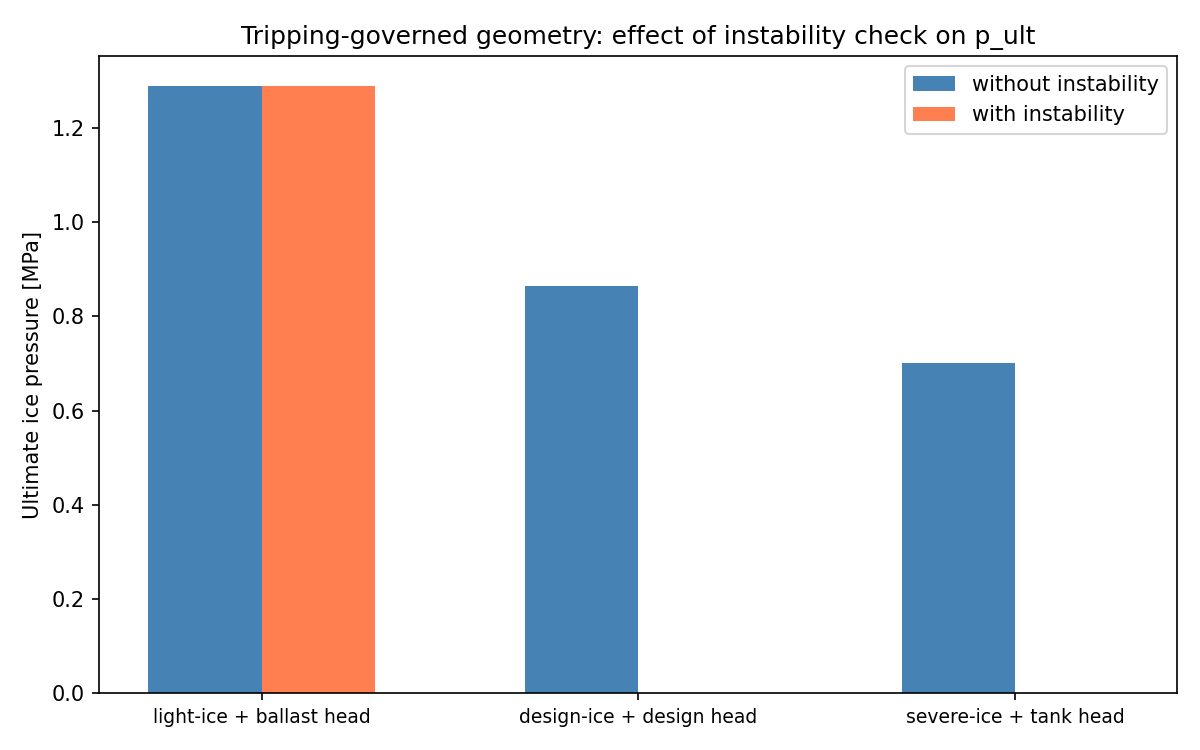 Tripping-governed geometry: effect of instability check on p_ult
without instability
with instability
Ultimate ice pressure [MPa]
1.2
1.0
0.8
0.6
0.4
0.2
0.0
light-ice + ballast head
design-ice + design head
severe-ice + tank head